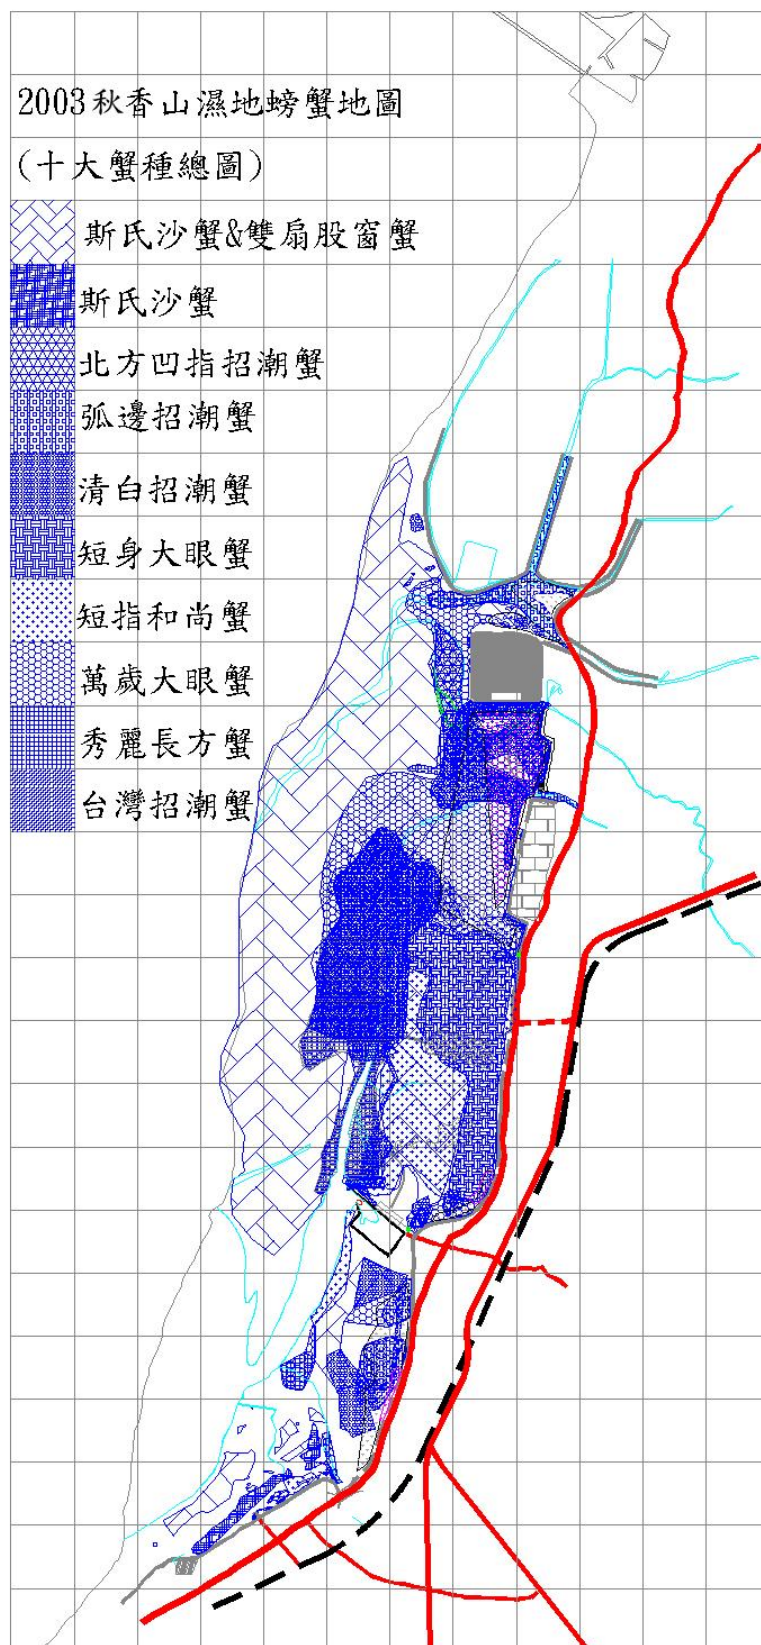 2003秋香山濕地螃蟹地圖
(十大蟹種總圖)
斯氏沙蟹&雙扇股窗蟹
斯氏沙蟹
北方凹指招潮蟹
弧邊招潮蟹
清白招潮蟹
短身大眼蟹
短指和尚蟹
萬歲大眼蟹
秀麗長方蟹
台灣招潮蟹